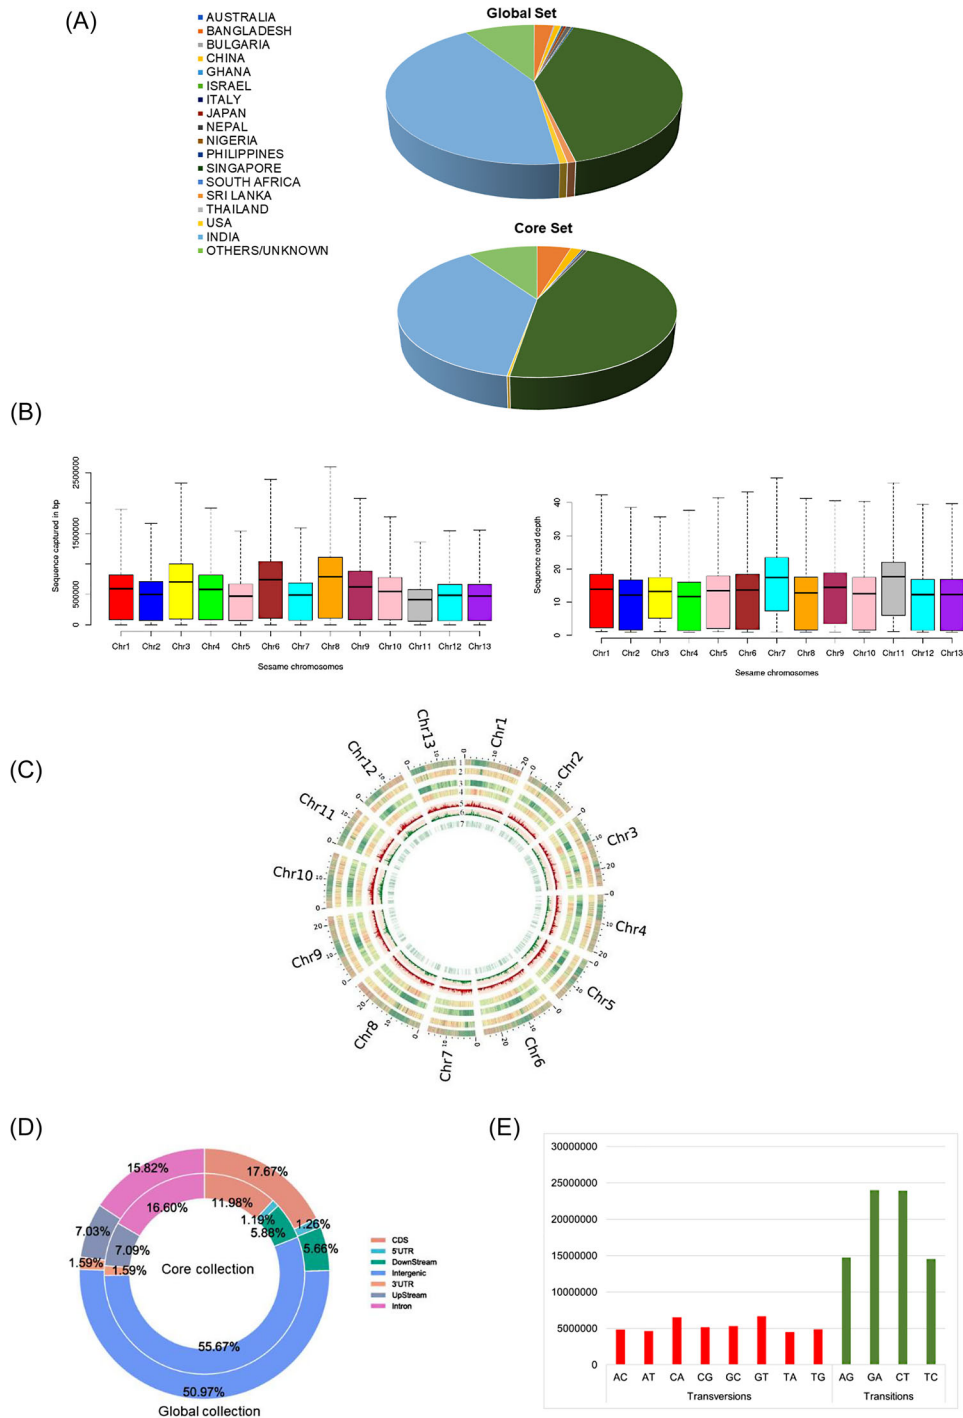 (A)
Global Set
AUSTRALIA
BANGLADESH
BULGARIA
CHINA
GHANA
ISRAEL
ITALY
JAPAN
NEPAL
NIGERIA
PHILIPPINES
SINGAPORE
SOUTH AFRICA
SRI LANKA
THAILAND
USA
INDIA
OTHERS/UNKNOWN
Core Set
(B)
Sequence captured in bp
2500000
1500000
500000
0
Chr1 Chr2 Chr3 Chr4 Chr5 Chr6 Chr7 Chr8 Chr9 Chr10 Chr11 Chr12 Chr13
Sesame chromosomes
Sequence read depth
40
30
20
10
0
Chr1 Chr2 Chr3 Chr4 Chr5 Chr6 Chr7 Chr8 Chr9 Chr10 Chr11 Chr12 Chr13
Sesame chromosomes
(C)
Chr1
Chr2
Chr3
Chr4
Chr5
Chr6
Chr7
Chr8
Chr9
Chr10
Chr11
Chr12
Chr13
1
2
3
4
5
6
7
(D)
15.82%
17.67%
16.60%
11.98%
1.19%
1.26%
5.88%
5.66%
7.03%
7.09%
1.59%
1.59%
Core collection
55.67%
50.97%
Global collection
CDS
5'UTR
DownStream
Intergenic
3'UTR
UpStream
Intron
(E)
30000000
25000000
20000000
15000000
10000000
5000000
0
AC AT CA CG GC GT TA TG AG GA CT TC
Transversions Transitions